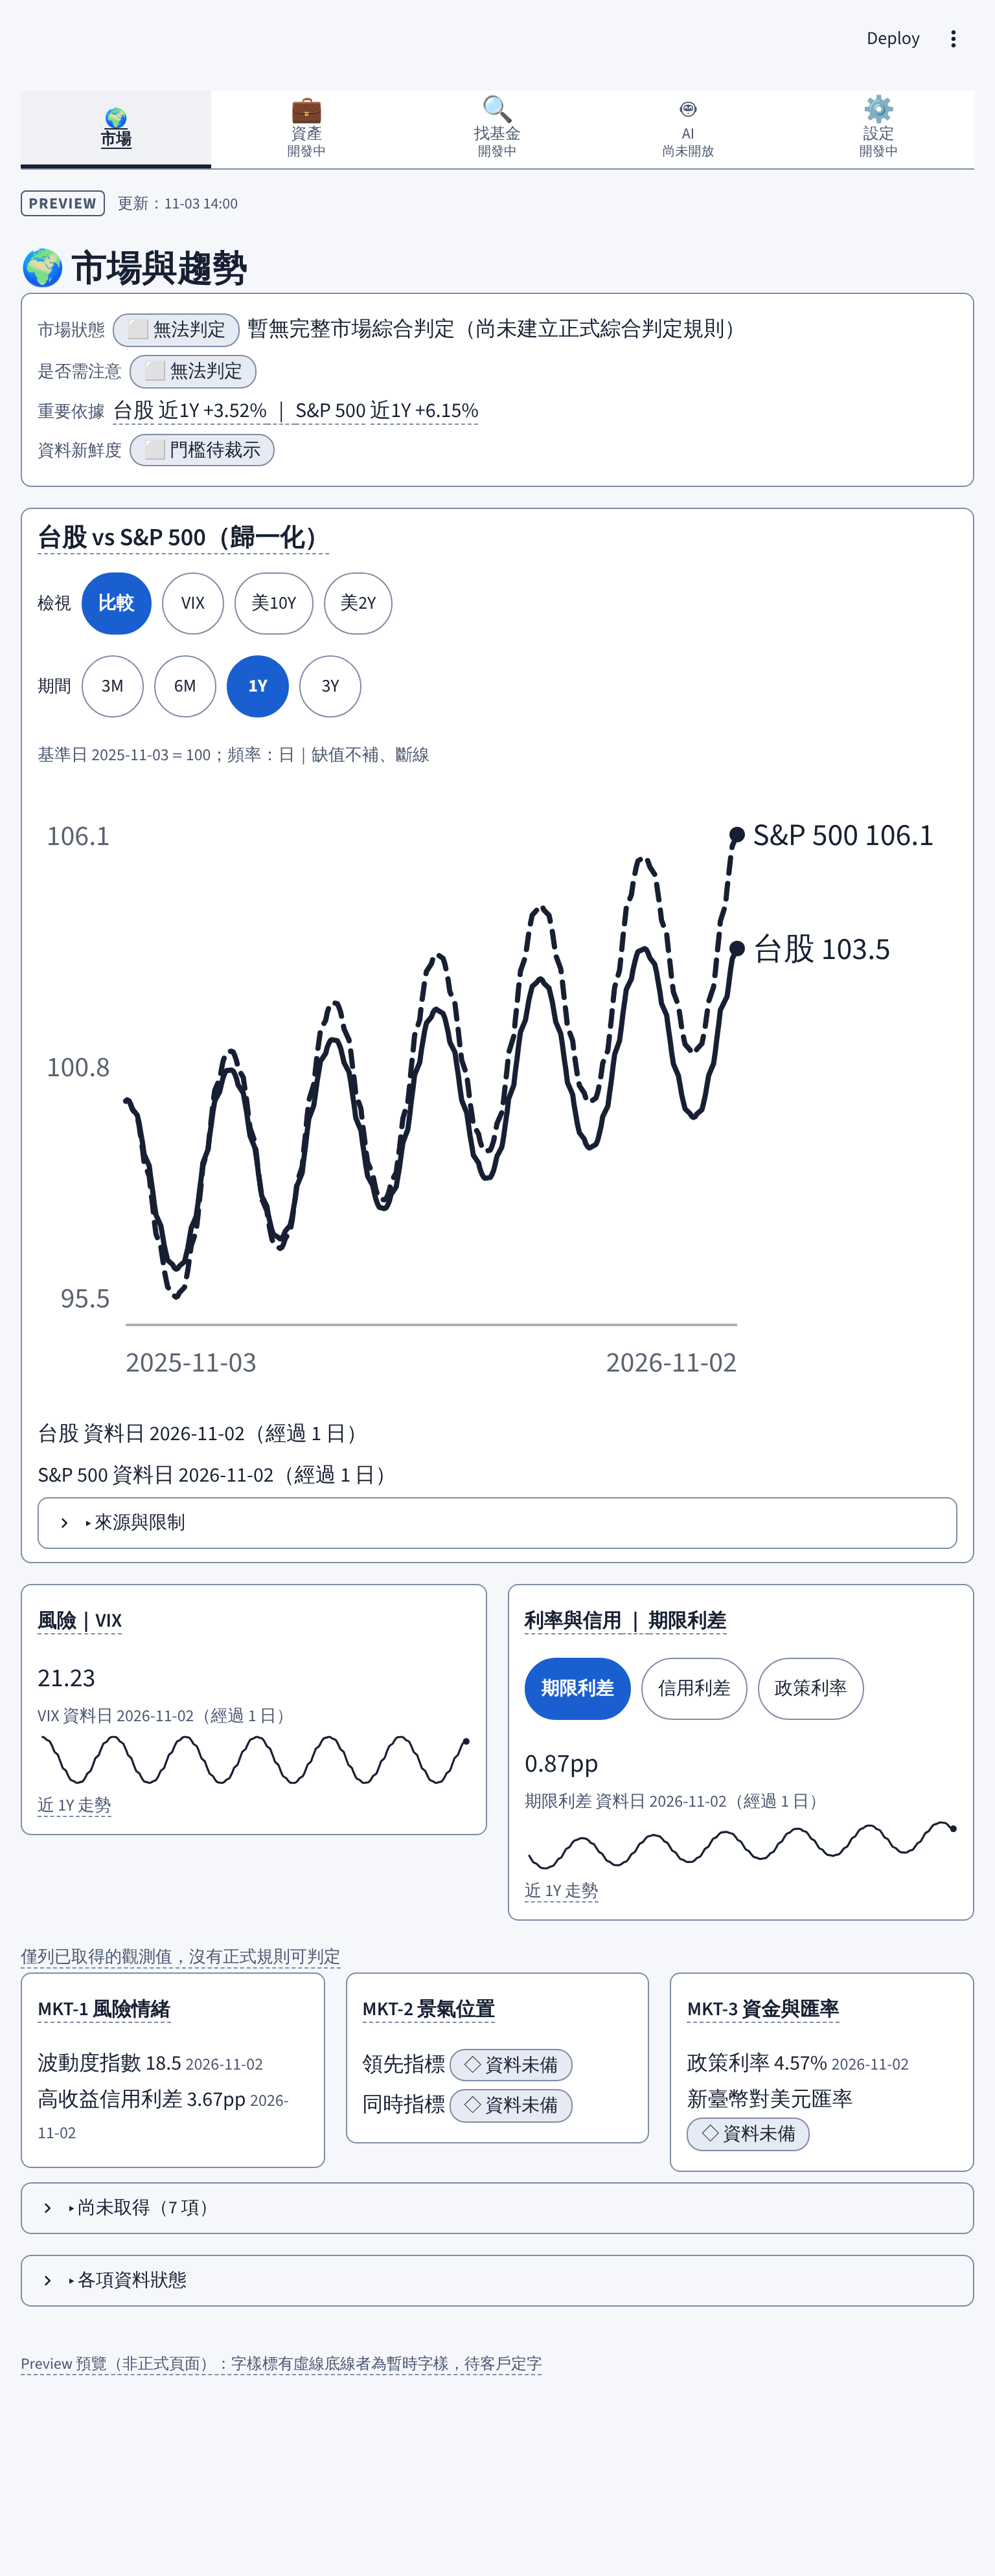 Deploy
市場
資產
開發中
找基金
開發中
AI
尚未開放
設定
開發中
PREVIEW 更新：11-03 14:00
市場與趨勢
市場狀態 無法判定 暫無完整市場綜合判定（尚未建立正式綜合判定規則）
是否需注意 無法判定
重要依據 台股 近1Y +3.52% ｜ S&P 500 近1Y +6.15%
資料新鮮度 門檻待裁示
台股 vs S&P 500（歸一化）
檢視 比較 VIX 美10Y 美2Y
期間 3M 6M 1Y 3Y
基準日 2025-11-03＝100；頻率：日｜缺值不補、斷線
106.1
S&P 500 106.1
台股 103.5
100.8
95.5
2025-11-03 2026-11-02
台股 資料日 2026-11-02（經過 1 日）
S&P 500 資料日 2026-11-02（經過 1 日）
▸ 來源與限制
風險｜VIX
21.23
VIX 資料日 2026-11-02（經過 1 日）
近 1Y 走勢
利率與信用 ｜ 期限利差
期限利差 信用利差 政策利率
0.87pp
期限利差 資料日 2026-11-02（經過 1 日）
近 1Y 走勢
僅列已取得的觀測值，沒有正式規則可判定
MKT-1 風險情緒
波動度指數 18.5 2026-11-02
高收益信用利差 3.67pp 2026-
11-02
MKT-2 景氣位置
領先指標 ◇ 資料未備
同時指標 ◇ 資料未備
MKT-3 資金與匯率
政策利率 4.57% 2026-11-02
新臺幣對美元匯率
◇ 資料未備
▸ 尚未取得（7 項）
▸ 各項資料狀態
Preview 預覽（非正式頁面）：字樣標有虛線底線者為暫時字樣，待客戶定字